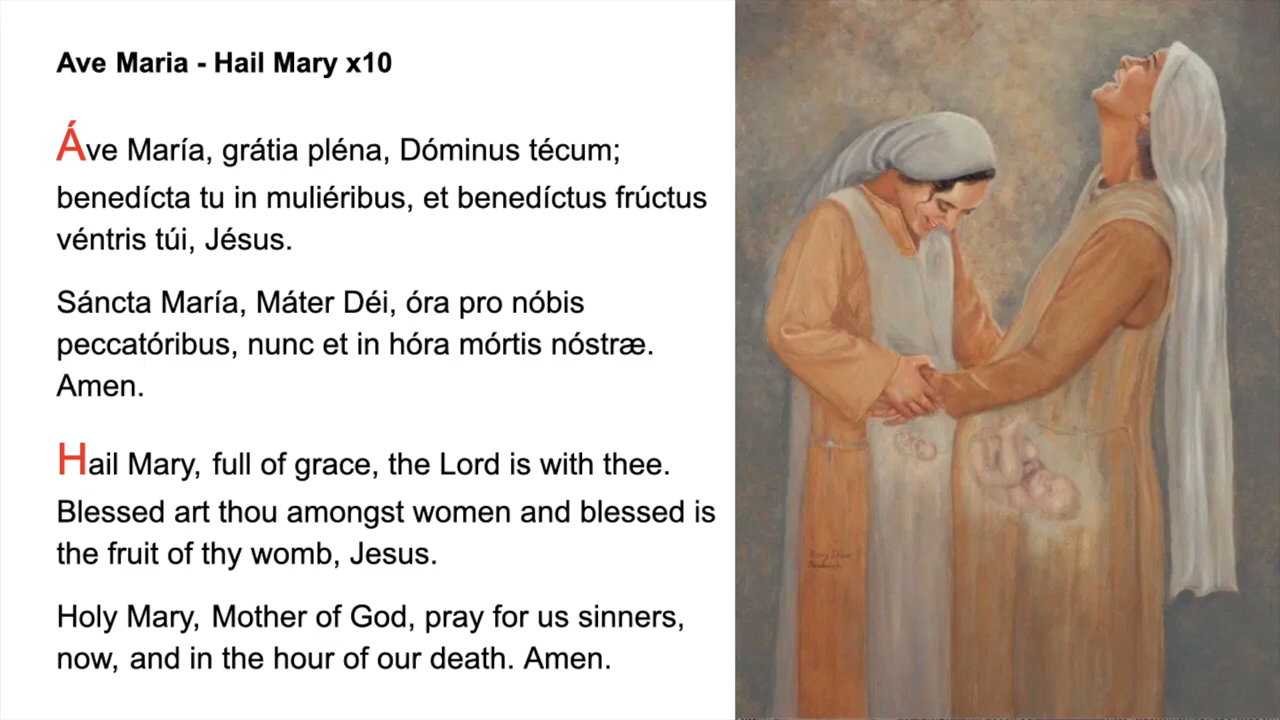 Ave Maria - Hail Mary x10
Áve María, grátia pléna, Dóminus técum;
benedícta tu in muliéribus, et benedíctus frúctus
véntris túi, Jésus.
Sáncta María, Máter Déi, óra pro nóbis
peccatóribus, nunc et in hóra mórtis nóstræ.
Amen.
Hail Mary, full of grace, the Lord is with thee.
Blessed art thou amongst women and blessed is
the fruit of thy womb, Jesus.
Holy Mary, Mother of God, pray for us sinners,
now, and in the hour of our death. Amen.